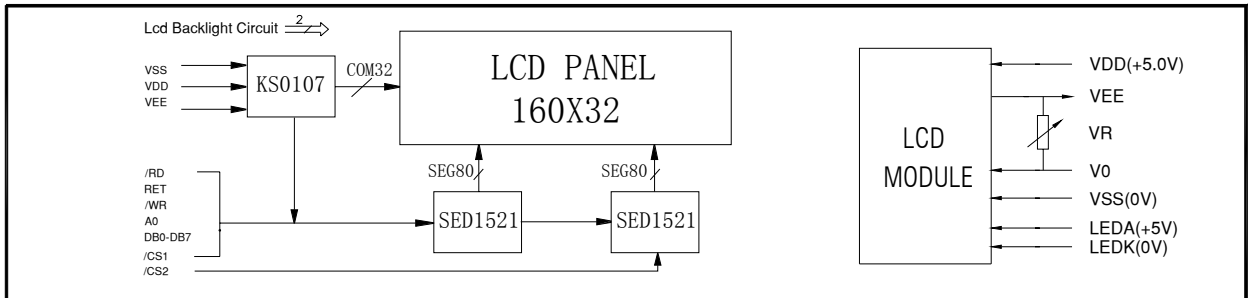 Lcd Backlight Circuit 2
VSS
VDD
VEE
KS0107
COM32
LCD PANEL
160X32
/RD
RET
/WR
A0
DB0-DB7
/CS1
/CS2
SEG80
SEG80
SED1521
SED1521
LCD
MODULE
VDD(+5.0V)
VEE
VR
V0
VSS(0V)
LEDA(+5V)
LEDK(0V)